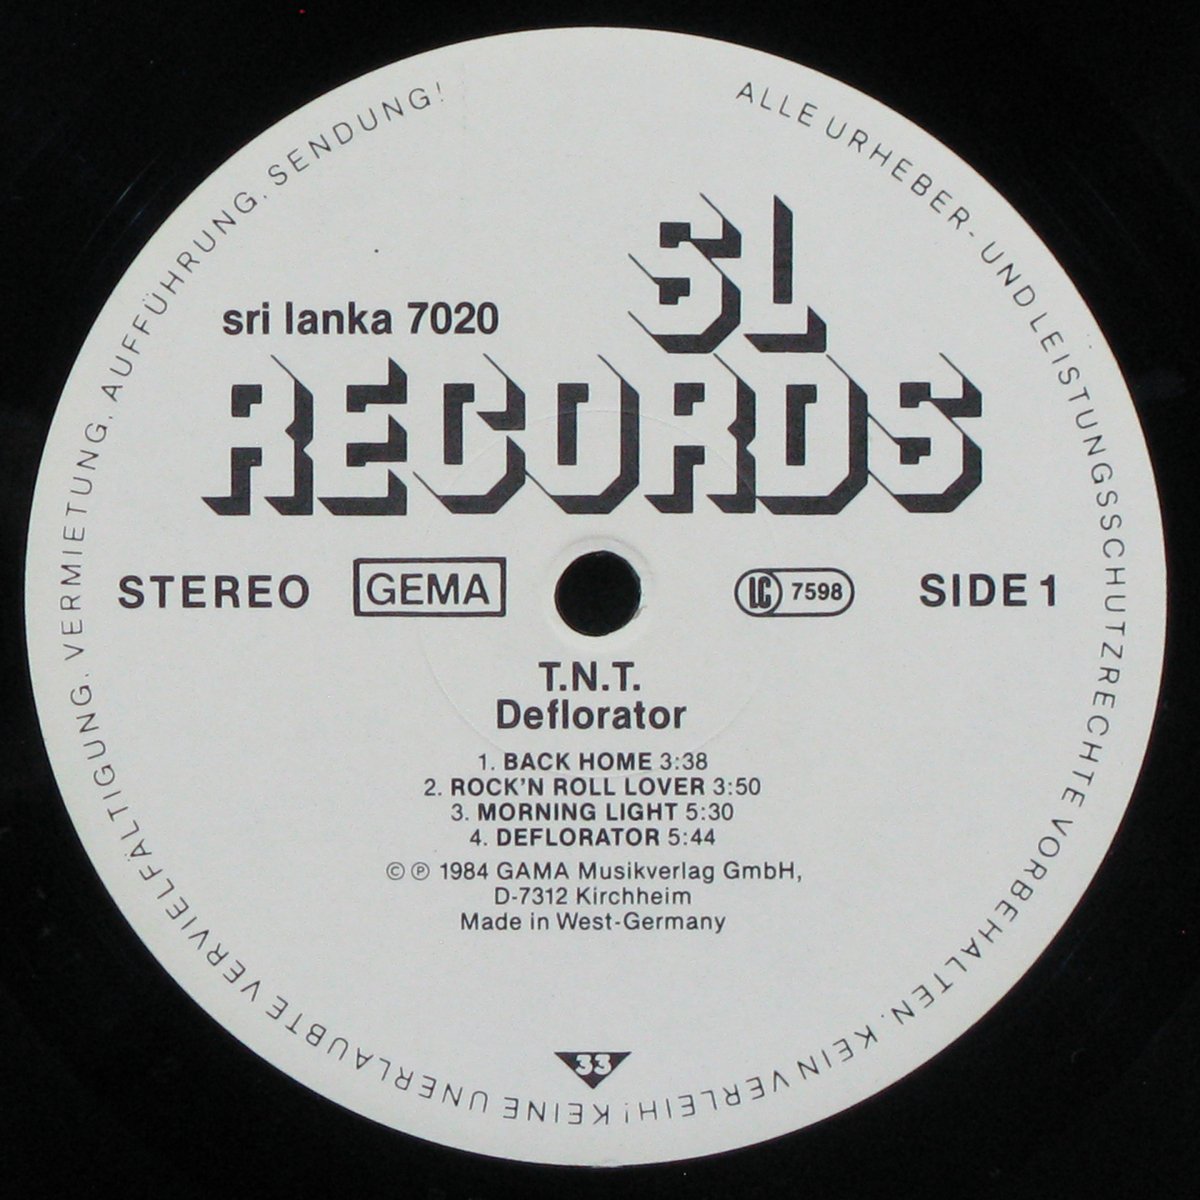 ALLE URHEBER- UND LEISTUNGSSCHUTZRECHTE VORBEHALTEN. KEIN VERLEIH! KEINE UNERLAUBTE VERVIELFÄLTIGUNG, VERMIETUNG, AUFFÜHRUNG, SENDUNG!
SL
sri lanka 7020
RECORDS
STEREO GEMA LC 7598 SIDE 1
T.N.T.
Deflorator
1. BACK HOME 3:38
2. ROCK'N ROLL LOVER 3:50
3. MORNING LIGHT 5:30
4. DEFLORATOR 5:44
© ℗ 1984 GAMA Musikverlag GmbH,
D-7312 Kirchheim
Made in West-Germany
33